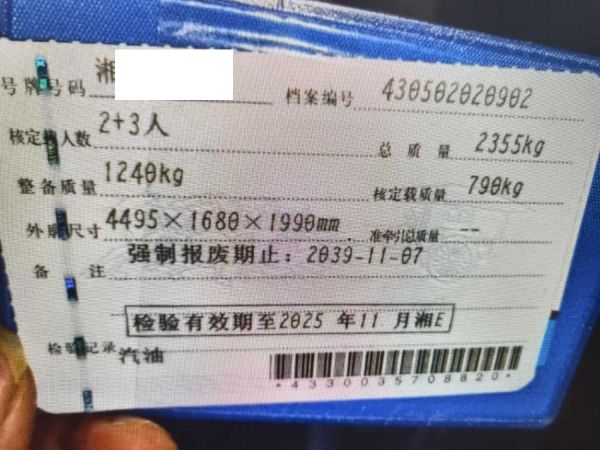 号牌号码 湘 档案编号 430502020902
核定载人数 2+3人 总质量 2355kg
整备质量 1240kg 核定载质量 790kg
外廓尺寸 4495×1680×1990mm 准牵引总质量 --
备注 强制报废期止：2039-11-07
检验有效期至2025 年11 月湘E
检验记录 汽油
*4330035708820*